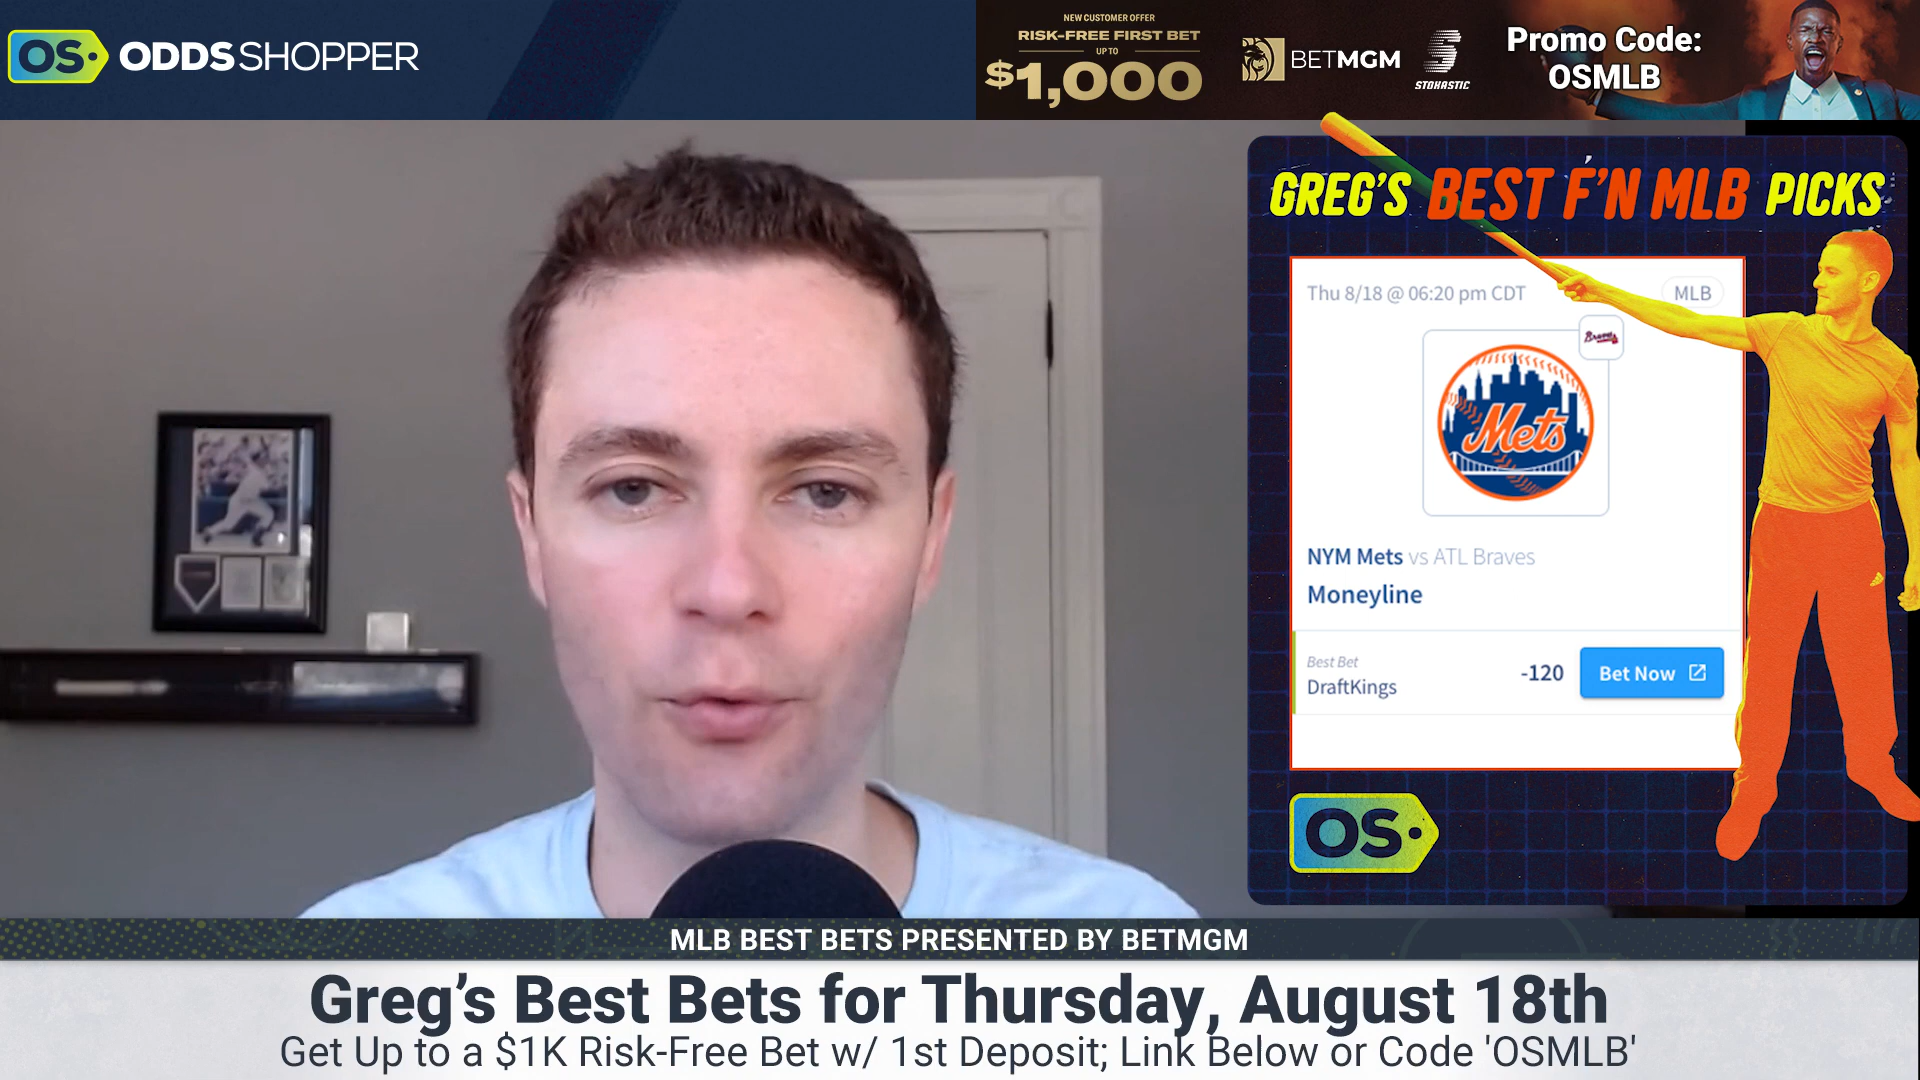 OS.
ODDSSHOPPER
NEW CUSTOMER OFFER
RISK-FREE FIRST BET
UP TO
$1,000
BETMGM
STOKASTIC
Promo Code:
OSMLB
GREG'S BEST F'N MLB PICKS
Thu 8/18 @ 06:20 pm CDT
MLB
Braves
Mets
NYM Mets vs ATL Braves
Moneyline
Best Bet
DraftKings
-120
Bet Now
OS.
MLB BEST BETS PRESENTED BY BETMGM
Greg's Best Bets for Thursday, August 18th
Get Up to a $1K Risk-Free Bet w/ 1st Deposit; Link Below or Code 'OSMLB'